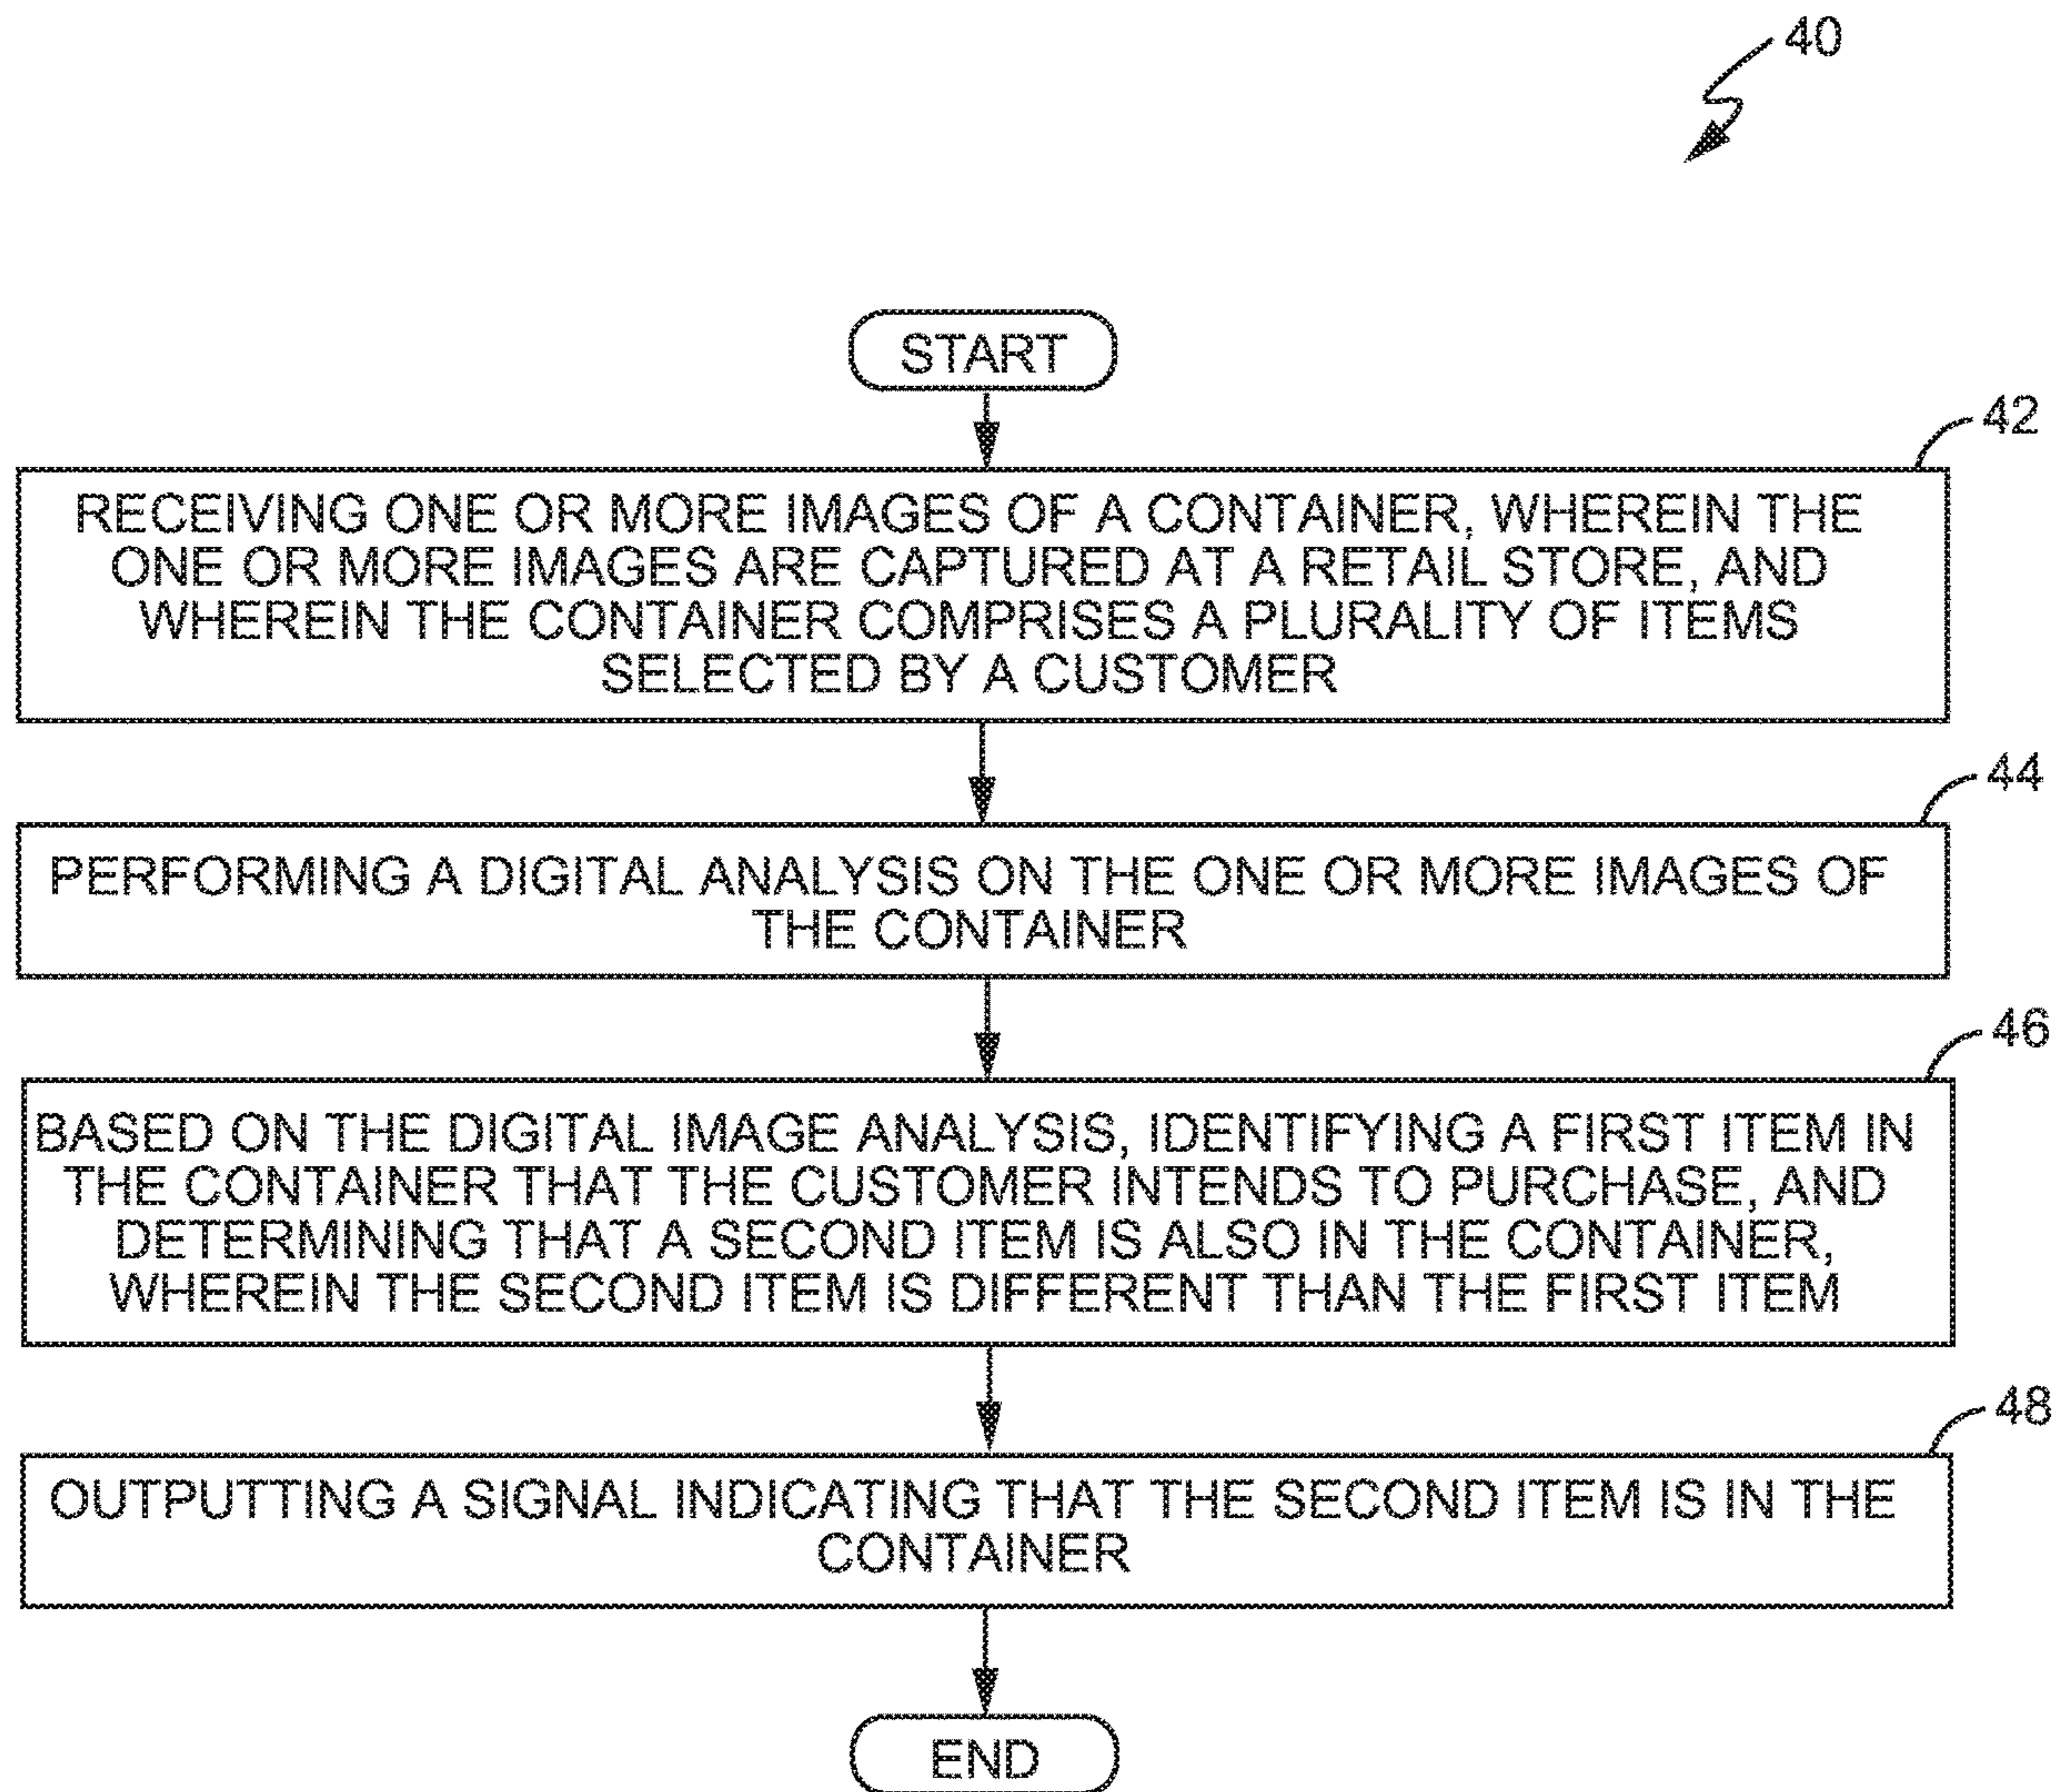 40
START
42
RECEIVING ONE OR MORE IMAGES OF A CONTAINER, WHEREIN THE
ONE OR MORE IMAGES ARE CAPTURED AT A RETAIL STORE, AND
WHEREIN THE CONTAINER COMPRISES A PLURALITY OF ITEMS
SELECTED BY A CUSTOMER
44
PERFORMING A DIGITAL ANALYSIS ON THE ONE OR MORE IMAGES OF
THE CONTAINER
46
BASED ON THE DIGITAL IMAGE ANALYSIS, IDENTIFYING A FIRST ITEM IN
THE CONTAINER THAT THE CUSTOMER INTENDS TO PURCHASE, AND
DETERMINING THAT A SECOND ITEM IS ALSO IN THE CONTAINER,
WHEREIN THE SECOND ITEM IS DIFFERENT THAN THE FIRST ITEM
48
OUTPUTTING A SIGNAL INDICATING THAT THE SECOND ITEM IS IN THE
CONTAINER
END